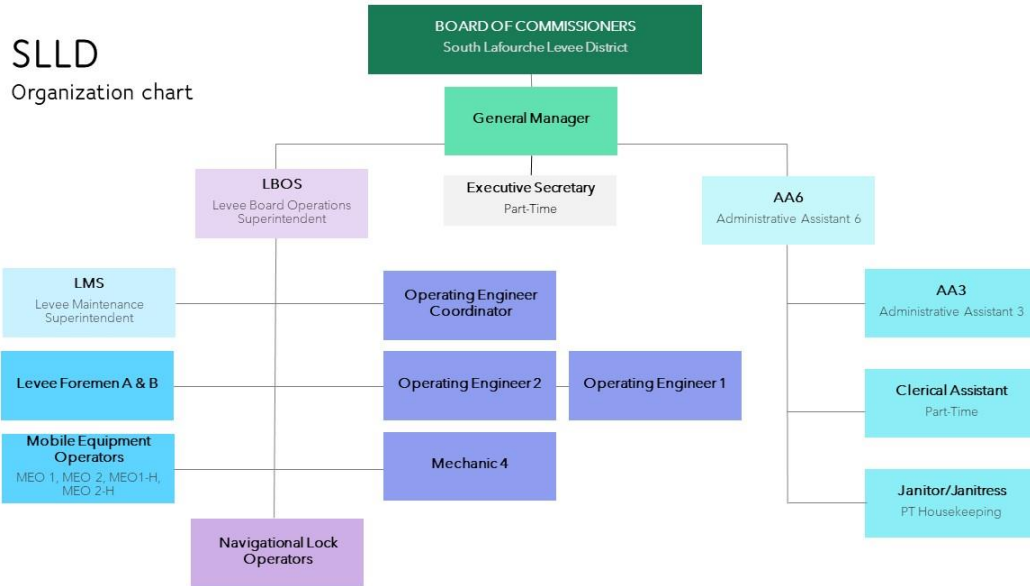 SLLD
Organization chart
BOARD OF COMMISSIONERS
South Lafourche Levee District
General Manager
LBOS
Levee Board Operations
Superintendent
Executive Secretary
Part-Time
AA6
Administrative Assistant 6
LMS
Levee Maintenance
Superintendent
Operating Engineer
Coordinator
AA3
Administrative Assistant 3
Levee Foremen A & B
Operating Engineer 2
Operating Engineer 1
Clerical Assistant
Part-Time
Mobile Equipment
Operators
MEO 1, MEO 2, MEO1-H,
MEO 2-H
Mechanic 4
Janitor/Janitress
PT Housekeeping
Navigational Lock
Operators